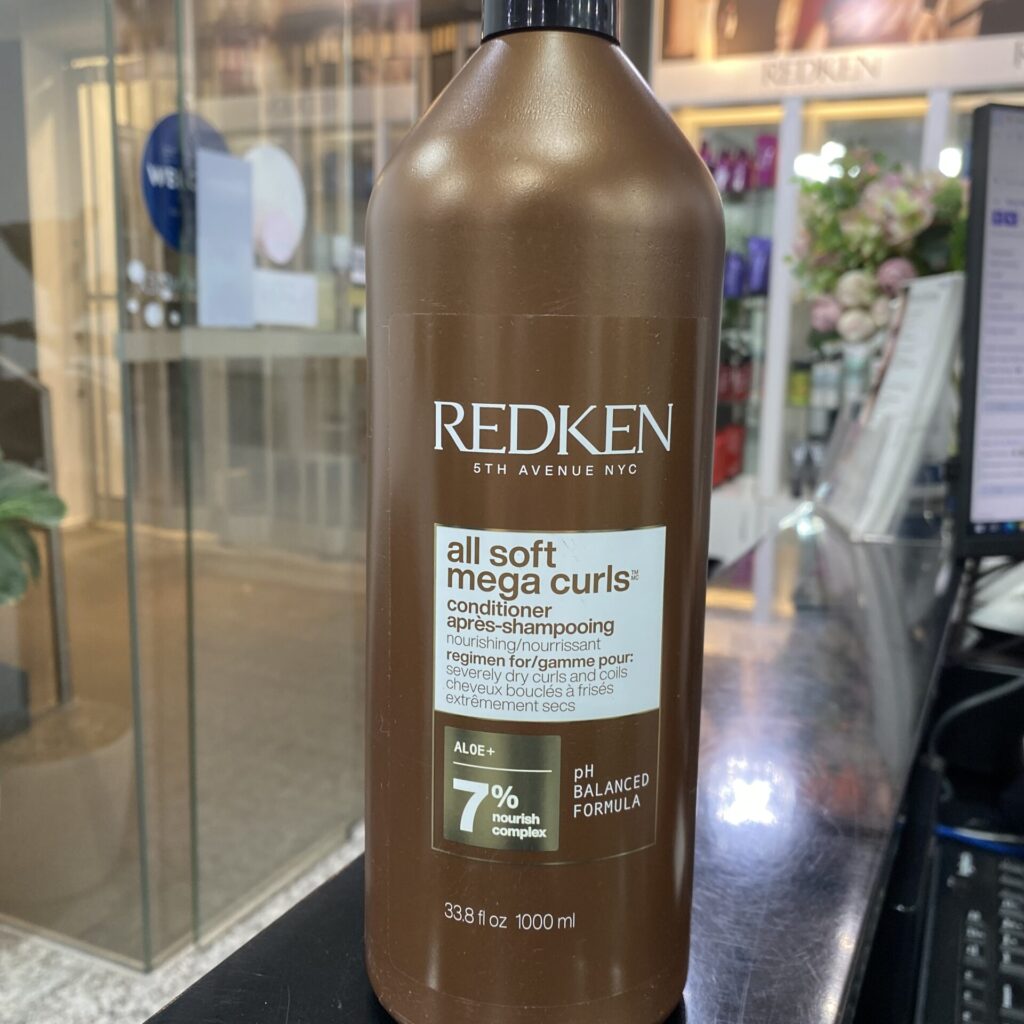 REDKEN
REDKEN
5TH AVENUE NYC
all soft
mega curls™ MC
conditioner
après-shampooing
nourishing/nourrissant
regimen for/gamme pour:
severely dry curls and coils
cheveux bouclés à frisés
extrêmement secs
ALOE+
7%
nourish
complex
pH
BALANCED
FORMULA
33.8 fl oz 1000 ml